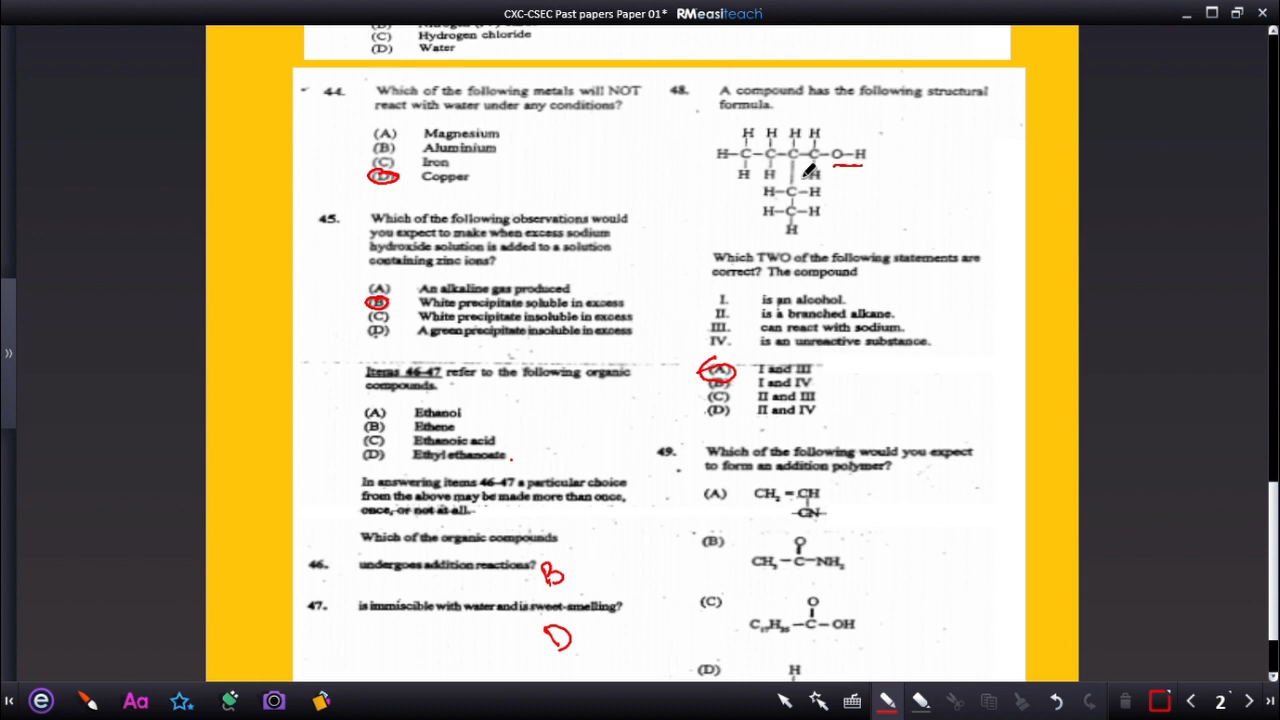 CXC-CSEC Past papers Paper 01* RMeasiteach
(C) Hydrogen chloride
(D) Water
44. Which of the following metals will NOT
react with water under any conditions?
(A) Magnesium
(B) Aluminium
(C) Iron
(D) Copper
45. Which of the following observations would
you expect to make when excess sodium
hydroxide solution is added to a solution
containing zinc ions?
(A) An alkaline gas produced
(B) White precipitate soluble in excess
(C) White precipitate insoluble in excess
(D) A green precipitate insoluble in excess
Items 46-47 refer to the following organic
compounds.
(A) Ethanol
(B) Ethene
(C) Ethanoic acid
(D) Ethyl ethanoate
In answering items 46-47 a particular choice
from the above may be made more than once,
once, or not at all.
Which of the organic compounds
46. undergoes addition reactions? B
47. is immiscible with water and is sweet-smelling?
D
48. A compound has the following structural
formula.
H H H H
H-C-C-C-C-O-H
H H H
H-C-H
H-C-H
H
Which TWO of the following statements are
correct? The compound
I. is an alcohol.
II. is a branched alkane.
III. can react with sodium.
IV. is an unreactive substance.
(A) I and III
(B) I and IV
(C) II and III
(D) II and IV
49. Which of the following would you expect
to form an addition polymer?
(A) CH₂ = CH
CN
(B) O
CH₃-C-NH₂
(C) O
C₁₇H₃₅-C-OH
(D) H
e Aa 2